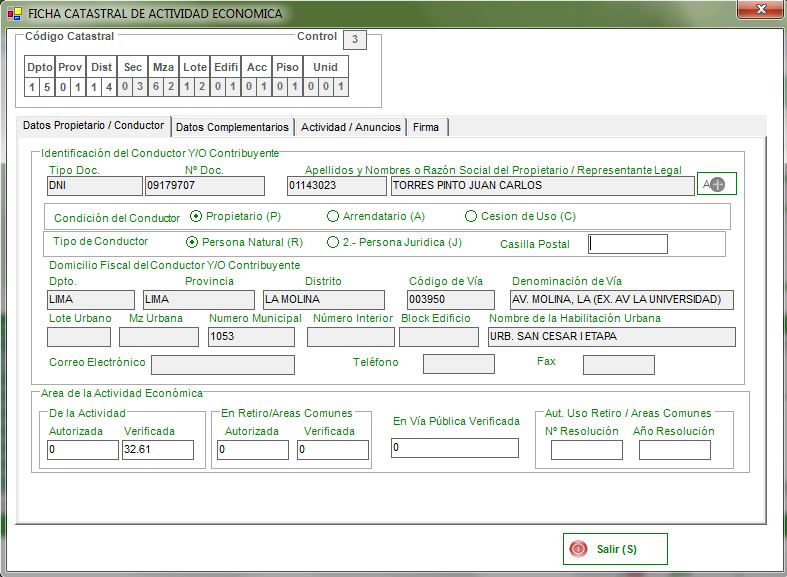 FICHA CATASTRAL DE ACTIVIDAD ECONOMICA
Código Catastral Control 3
Dpto Prov Dist Sec Mza Lote Edifi Acc Piso Unid
1 5 0 1 1 4 0 3 6 2 1 2 0 1 0 1 0 1 0 0 1
Datos Propietario / Conductor Datos Complementarios Actividad / Anuncios Firma
Identificación del Conductor Y/O Contribuyente
Tipo Doc. Nº Doc. Apellidos y Nombres o Razón Social del Propietario / Representante Legal
DNI 09179707 01143023 TORRES PINTO JUAN CARLOS A
Condición del Conductor Propietario (P) Arrendatario (A) Cesion de Uso (C)
Tipo de Conductor Persona Natural (R) 2.- Persona Juridica (J) Casilla Postal
Domicilio Fiscal del Conductor Y/O Contribuyente
Dpto. Provincia Distrito Código de Vía Denominación de Vía
LIMA LIMA LA MOLINA 003950 AV. MOLINA, LA (EX. AV LA UNIVERSIDAD)
Lote Urbano Mz Urbana Numero Municipal Número Interior Block Edificio Nombre de la Habilitación Urbana
1053 URB. SAN CESAR I ETAPA
Correo Electrónico Teléfono Fax
Area de la Actividad Económica
De la Actividad En Retiro/Areas Comunes En Vía Pública Verificada Aut. Uso Retiro / Areas Comunes
Autorizada Verificada Autorizada Verificada Nº Resolución Año Resolución
0 32.61 0 0 0
Salir (S)